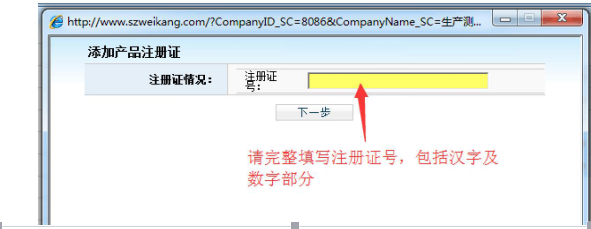 http://www.szweikang.com/?CompanyID_SC=8086&CompanyName_SC=生产测...
添加产品注册证
注册证情况：
注册证
号：
下一步
请完整填写注册证号，包括汉字及
数字部分